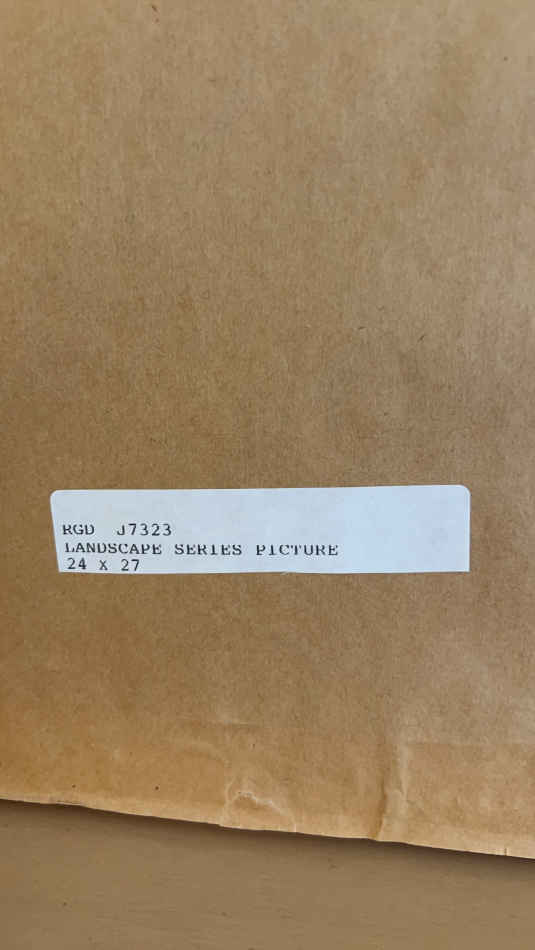 RGD J7323
LANDSCAPE SERIES PICTURE
24 X 27